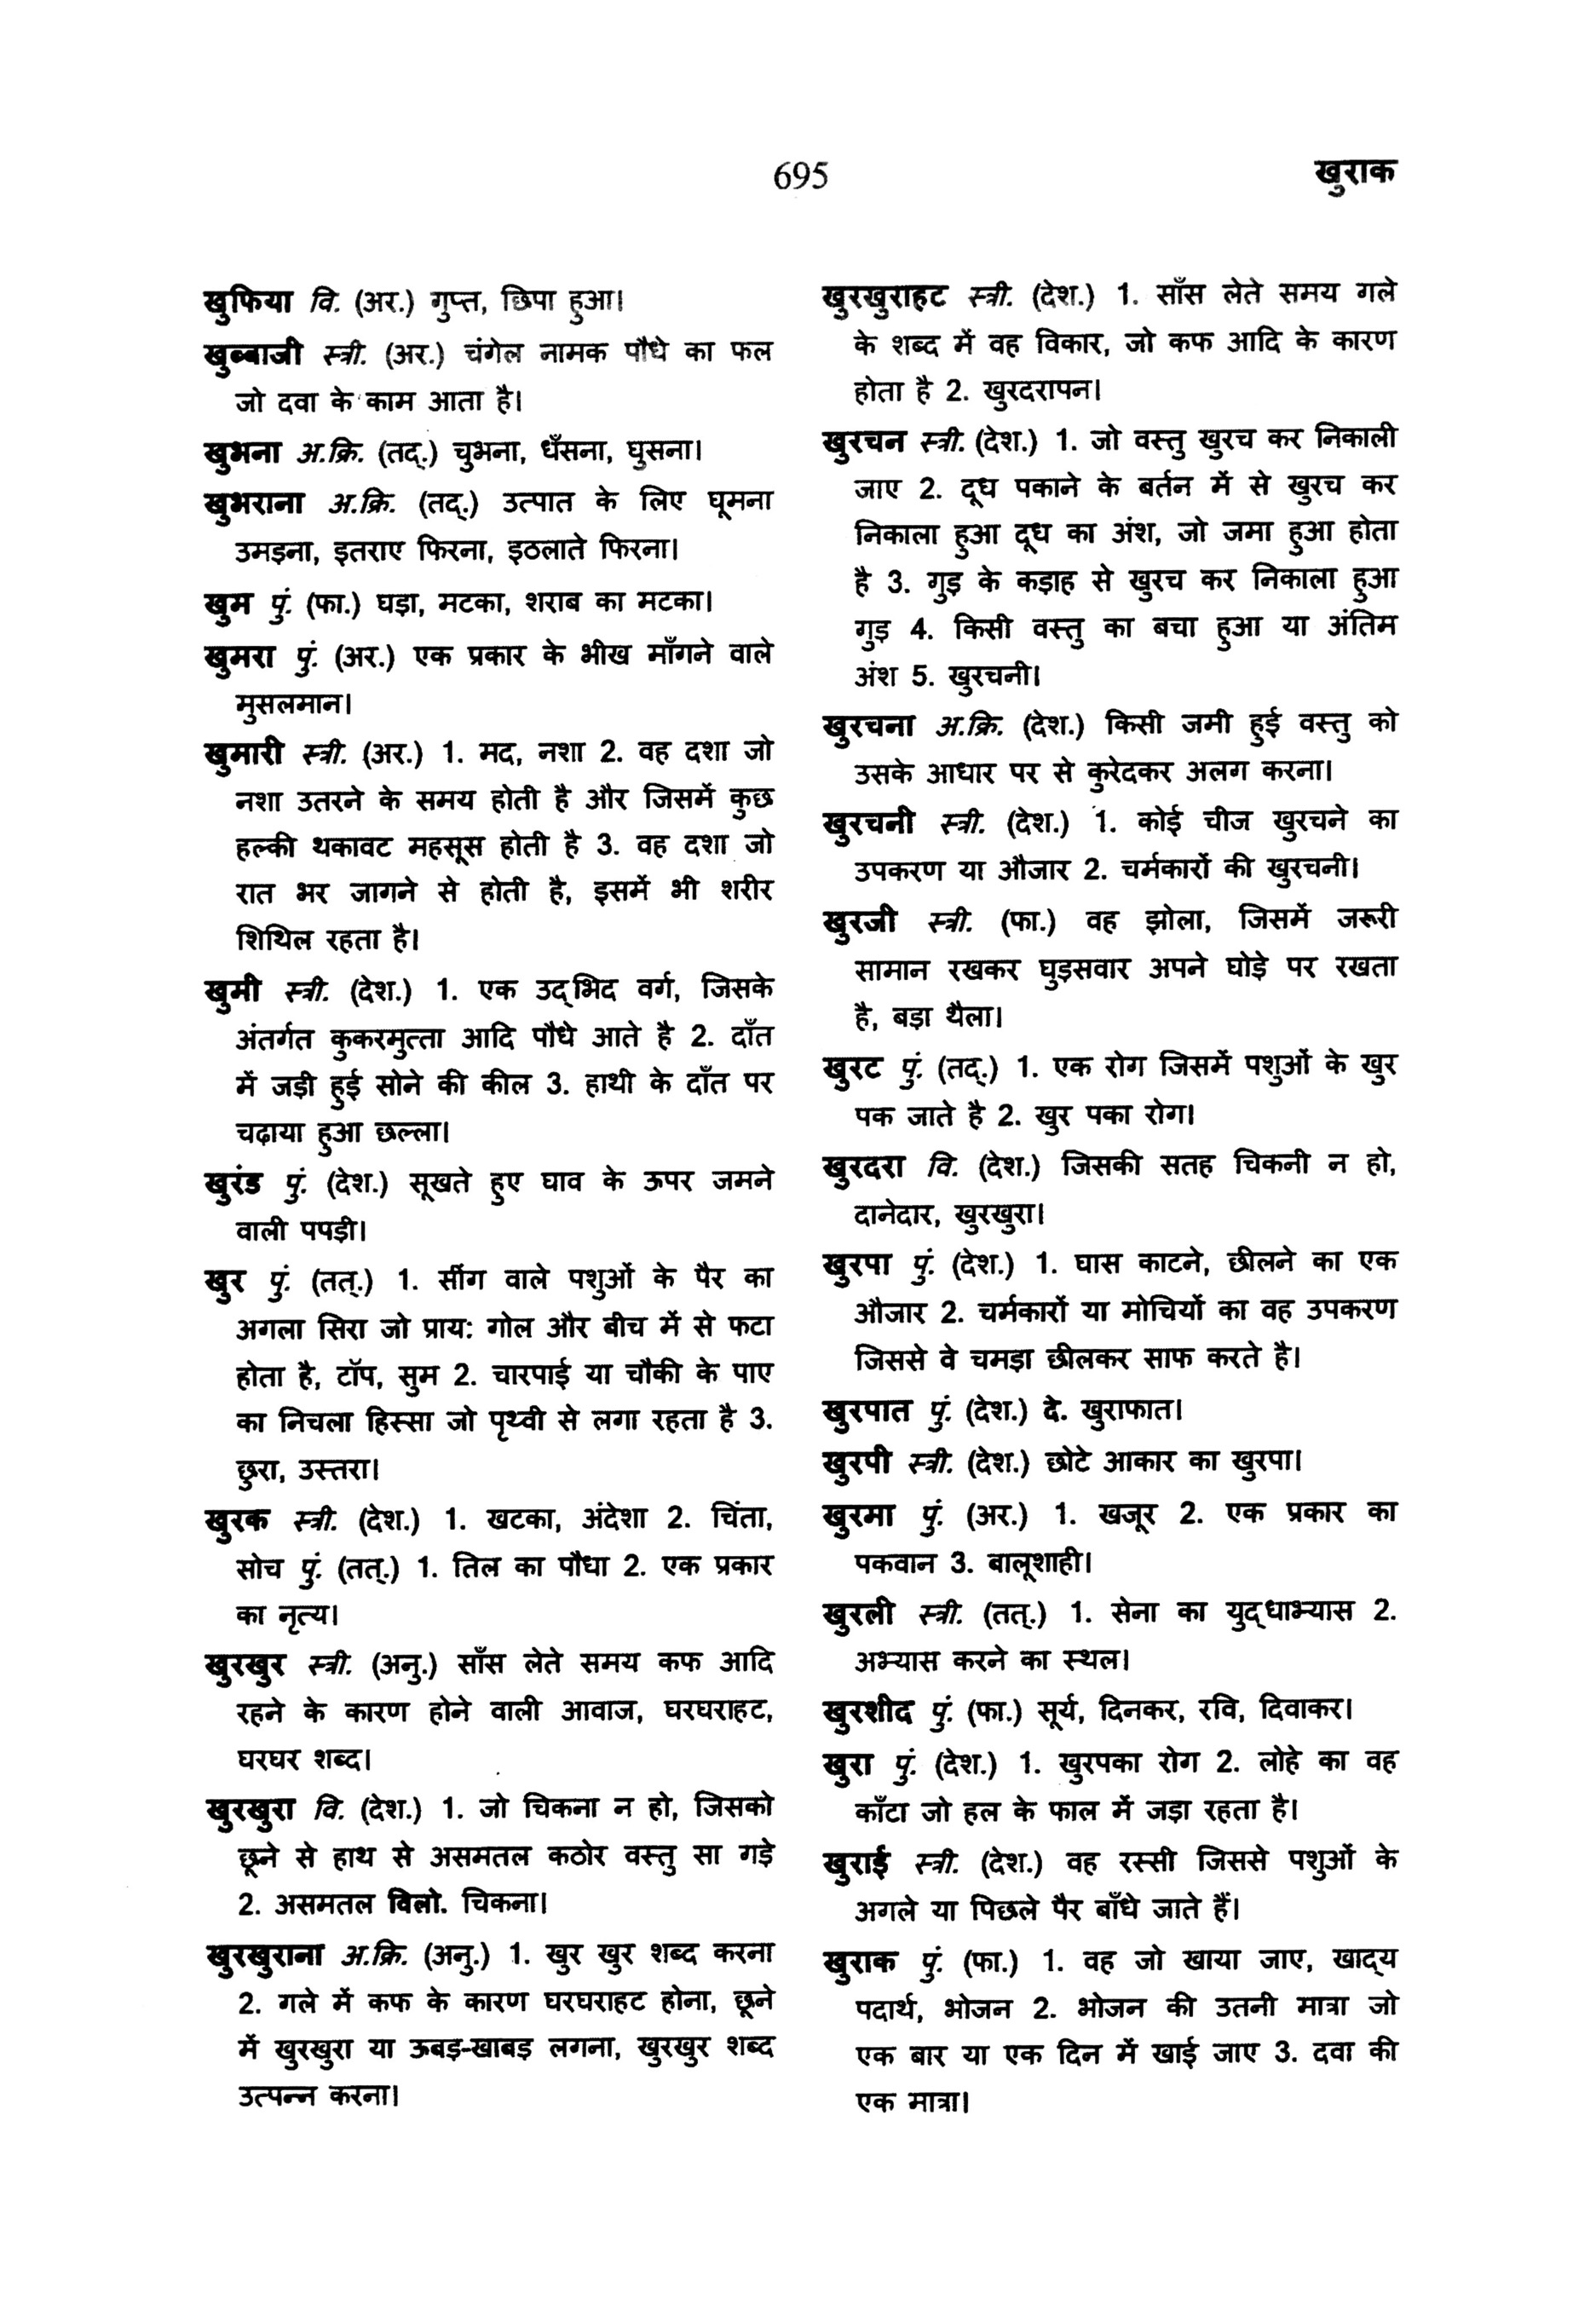 695
खुराक
खुफिया वि. (अर.) गुप्त, छिपा हुआ।
खुब्बाजी स्त्री. (अर.) चंगेल नामक पौधे का फल
जो दवा के काम आता है।
खुभना अ.क्रि. (तद्.) चुभना, धँसना, घुसना।
खुभराना अ.क्रि. (तद्.) उत्पात के लिए घूमना
उमड़ना, इतराए फिरना, इठलाते फिरना।
खुम पुं. (फा.) घड़ा, मटका, शराब का मटका।
खुमरा पुं. (अर.) एक प्रकार के भीख माँगने वाले
मुसलमान।
खुमारी स्त्री. (अर.) 1. मद, नशा 2. वह दशा जो
नशा उतरने के समय होती है और जिसमें कुछ
हल्की थकावट महसूस होती है 3. वह दशा जो
रात भर जागने से होती है, इसमें भी शरीर
शिथिल रहता है।
खुमी स्त्री. (देश.) 1. एक उद्‌भिद वर्ग, जिसके
अंतर्गत कुकरमुत्ता आदि पौधे आते है 2. दाँत
में जड़ी हुई सोने की कील 3. हाथी के दाँत पर
चढ़ाया हुआ छल्ला।
खुरंड पुं. (देश.) सूखते हुए घाव के ऊपर जमने
वाली पपड़ी।
खुर पुं. (तत्.) 1. सींग वाले पशुओं के पैर का
अगला सिरा जो प्राय: गोल और बीच में से फटा
होता है, टॉप, सुम 2. चारपाई या चौकी के पाए
का निचला हिस्सा जो पृथ्वी से लगा रहता है 3.
छुरा, उस्तरा।
खुरक स्त्री. (देश.) 1. खटका, अंदेशा 2. चिंता,
सोच पुं. (तत्.) 1. तिल का पौधा 2. एक प्रकार
का नृत्य।
खुरखुर स्त्री. (अनु.) साँस लेते समय कफ आदि
रहने के कारण होने वाली आवाज, घरघराहट,
घरघर शब्द।
खुरखुरा वि. (देश.) 1. जो चिकना न हो, जिसको
छूने से हाथ से असमतल कठोर वस्तु सा गड़े
2. असमतल विलो. चिकना।
खुरखुराना अ.क्रि. (अनु.) 1. खुर खुर शब्द करना
2. गले में कफ के कारण घरघराहट होना, छूने
में खुरखुरा या ऊबड़-खाबड़ लगना, खुरखुर शब्द
उत्पन्न करना।
खुरखुराहट स्त्री. (देश.) 1. साँस लेते समय गले
के शब्द में वह विकार, जो कफ आदि के कारण
होता है 2. खुरदरापन।
खुरचन स्त्री. (देश.) 1. जो वस्तु खुरच कर निकाली
जाए 2. दूध पकाने के बर्तन में से खुरच कर
निकाला हुआ दूध का अंश, जो जमा हुआ होता
है 3. गुड़ के कड़ाह से खुरच कर निकाला हुआ
गुड़ 4. किसी वस्तु का बचा हुआ या अंतिम
अंश 5. खुरचनी।
खुरचना अ.क्रि. (देश.) किसी जमी हुई वस्तु को
उसके आधार पर से कुरेदकर अलग करना।
खुरचनी स्त्री. (देश.) 1. कोई चीज खुरचने का
उपकरण या औजार 2. चर्मकारों की खुरचनी।
खुरजी स्त्री. (फा.) वह झोला, जिसमें जरूरी
सामान रखकर घुड़सवार अपने घोड़े पर रखता
है, बड़ा थैला।
खुरट पुं. (तद्.) 1. एक रोग जिसमें पशुओं के खुर
पक जाते है 2. खुर पका रोग।
खुरदरा वि. (देश.) जिसकी सतह चिकनी न हो,
दानेदार, खुरखुरा।
खुरपा पुं. (देश.) 1. घास काटने, छीलने का एक
औजार 2. चर्मकारों या मोचियों का वह उपकरण
जिससे वे चमड़ा छीलकर साफ करते है।
खुरपात पुं. (देश.) दे. खुराफात।
खुरपी स्त्री. (देश.) छोटे आकार का खुरपा।
खुरमा पुं. (अर.) 1. खजूर 2. एक प्रकार का
पकवान 3. बालूशाही।
खुरली स्त्री. (तत्.) 1. सेना का युद्‌धाभ्यास 2.
अभ्यास करने का स्थल।
खुरशीद पुं. (फा.) सूर्य, दिनकर, रवि, दिवाकर।
खुरा पुं. (देश.) 1. खुरपका रोग 2. लोहे का वह
काँटा जो हल के फाल में जड़ा रहता है।
खुराई स्त्री. (देश.) वह रस्सी जिससे पशुओं के
अगले या पिछले पैर बाँधे जाते हैं।
खुराक पुं. (फा.) 1. वह जो खाया जाए, खाद्‌य
पदार्थ, भोजन 2. भोजन की उतनी मात्रा जो
एक बार या एक दिन में खाई जाए 3. दवा की
एक मात्रा।